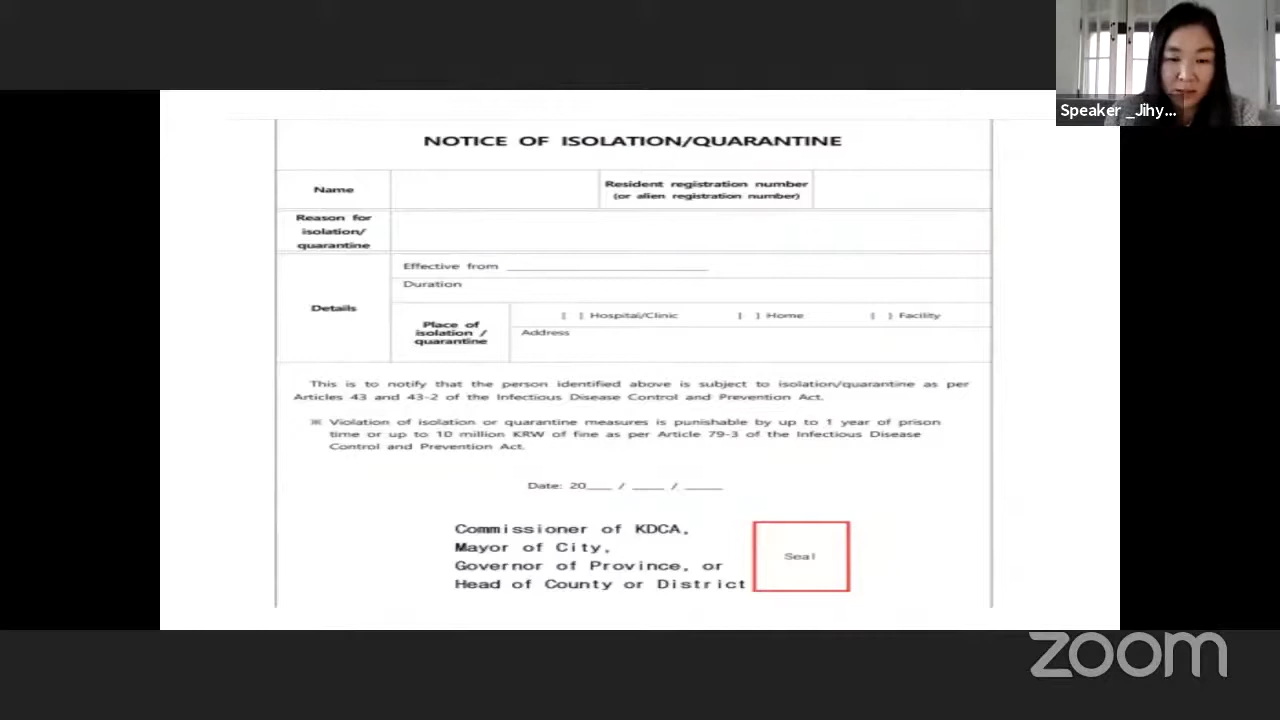 Speaker _Jihy...
NOTICE OF ISOLATION/QUARANTINE
Name
Resident registration number
(or alien registration number)
Reason for
isolation/
quarantine
Details
Effective from ____________________
Duration
Place of
isolation /
quarantine
[ ] Hospital/Clinic [ ] Home [ ] Facility
Address
This is to notify that the person identified above is subject to isolation/quarantine as per
Articles 43 and 43-2 of the Infectious Disease Control and Prevention Act.
※ Violation of isolation or quarantine measures is punishable by up to 1 year of prison
time or up to 10 million KRW of fine as per Article 79-3 of the Infectious Disease
Control and Prevention Act.
Date: 20___ / ____ / _____
Commissioner of KDCA,
Mayor of City,
Governor of Province, or
Head of County or District
Seal
zoom